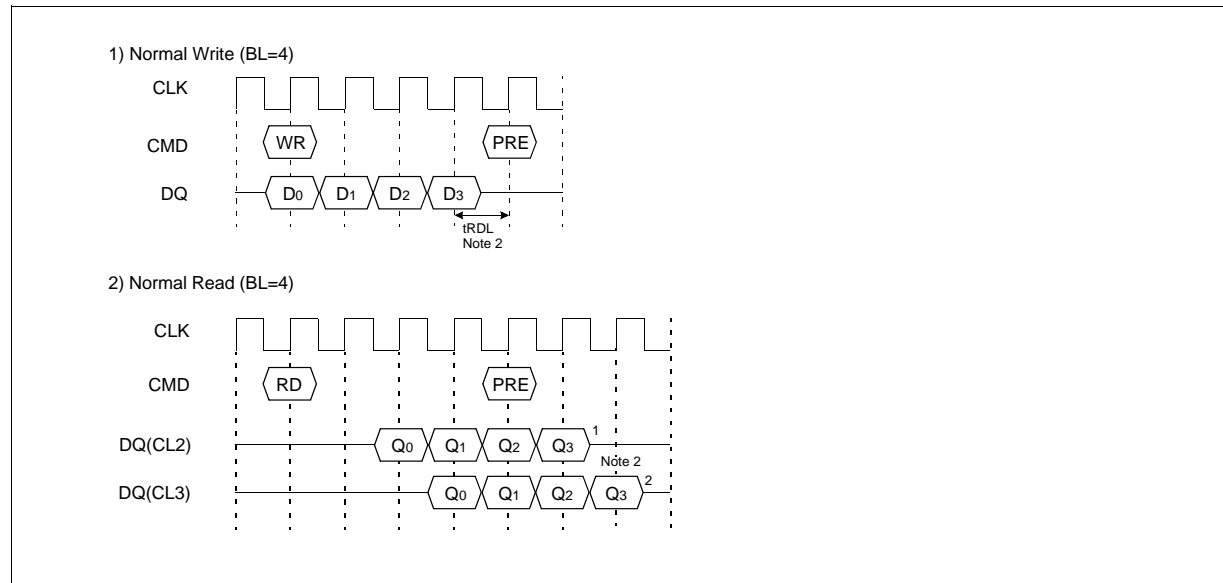 1) Normal Write (BL=4)
CLK
CMD WR PRE
DQ D0 D1 D2 D3
tRDL
Note 2
2) Normal Read (BL=4)
CLK
CMD RD PRE
DQ(CL2) Q0 Q1 Q2 Q3 1
Note 2
DQ(CL3) Q0 Q1 Q2 Q3 2